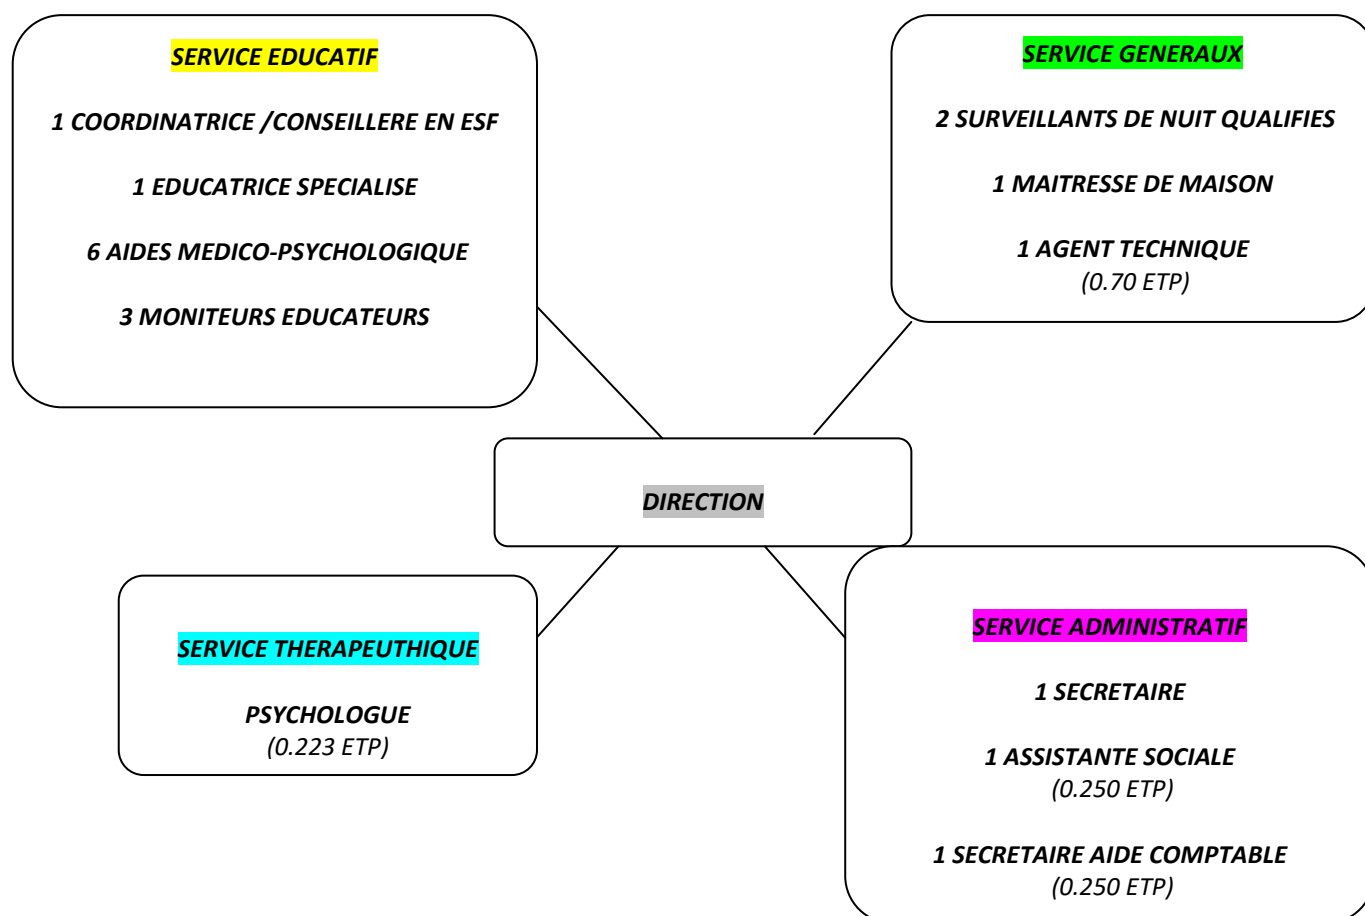 SERVICE EDUCATIF
1 COORDINATRICE /CONSEILLERE EN ESF
1 EDUCATRICE SPECIALISE
6 AIDES MEDICO-PSYCHOLOGIQUE
3 MONITEURS EDUCATEURS
SERVICE GENERAUX
2 SURVEILLANTS DE NUIT QUALIFIES
1 MAITRESSE DE MAISON
1 AGENT TECHNIQUE
(0.70 ETP)
DIRECTION
SERVICE THERAPEUTHIQUE
PSYCHOLOGUE
(0.223 ETP)
SERVICE ADMINISTRATIF
1 SECRETAIRE
1 ASSISTANTE SOCIALE
(0.250 ETP)
1 SECRETAIRE AIDE COMPTABLE
(0.250 ETP)